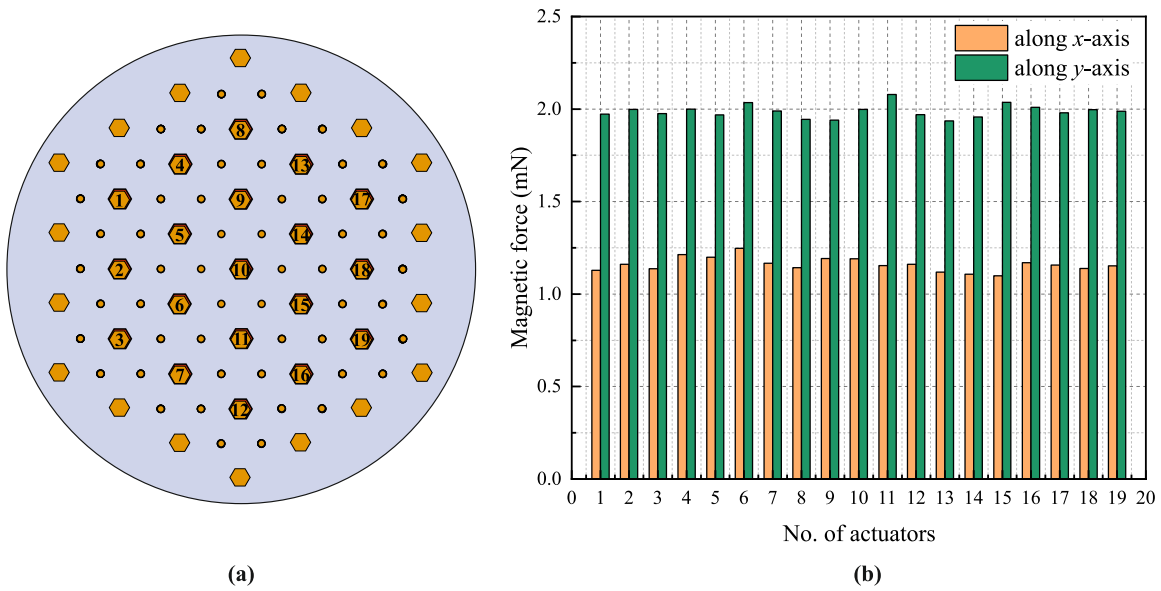 8
4 13
1 9 17
5 14
2 10 18
6 15
3 11 19
7 16
12
(a)
2.5
2.0
1.5
1.0
0.5
0.0
Magnetic force (mN)
along x-axis
along y-axis
0 1 2 3 4 5 6 7 8 9 10 11 12 13 14 15 16 17 18 19 20
No. of actuators
(b)